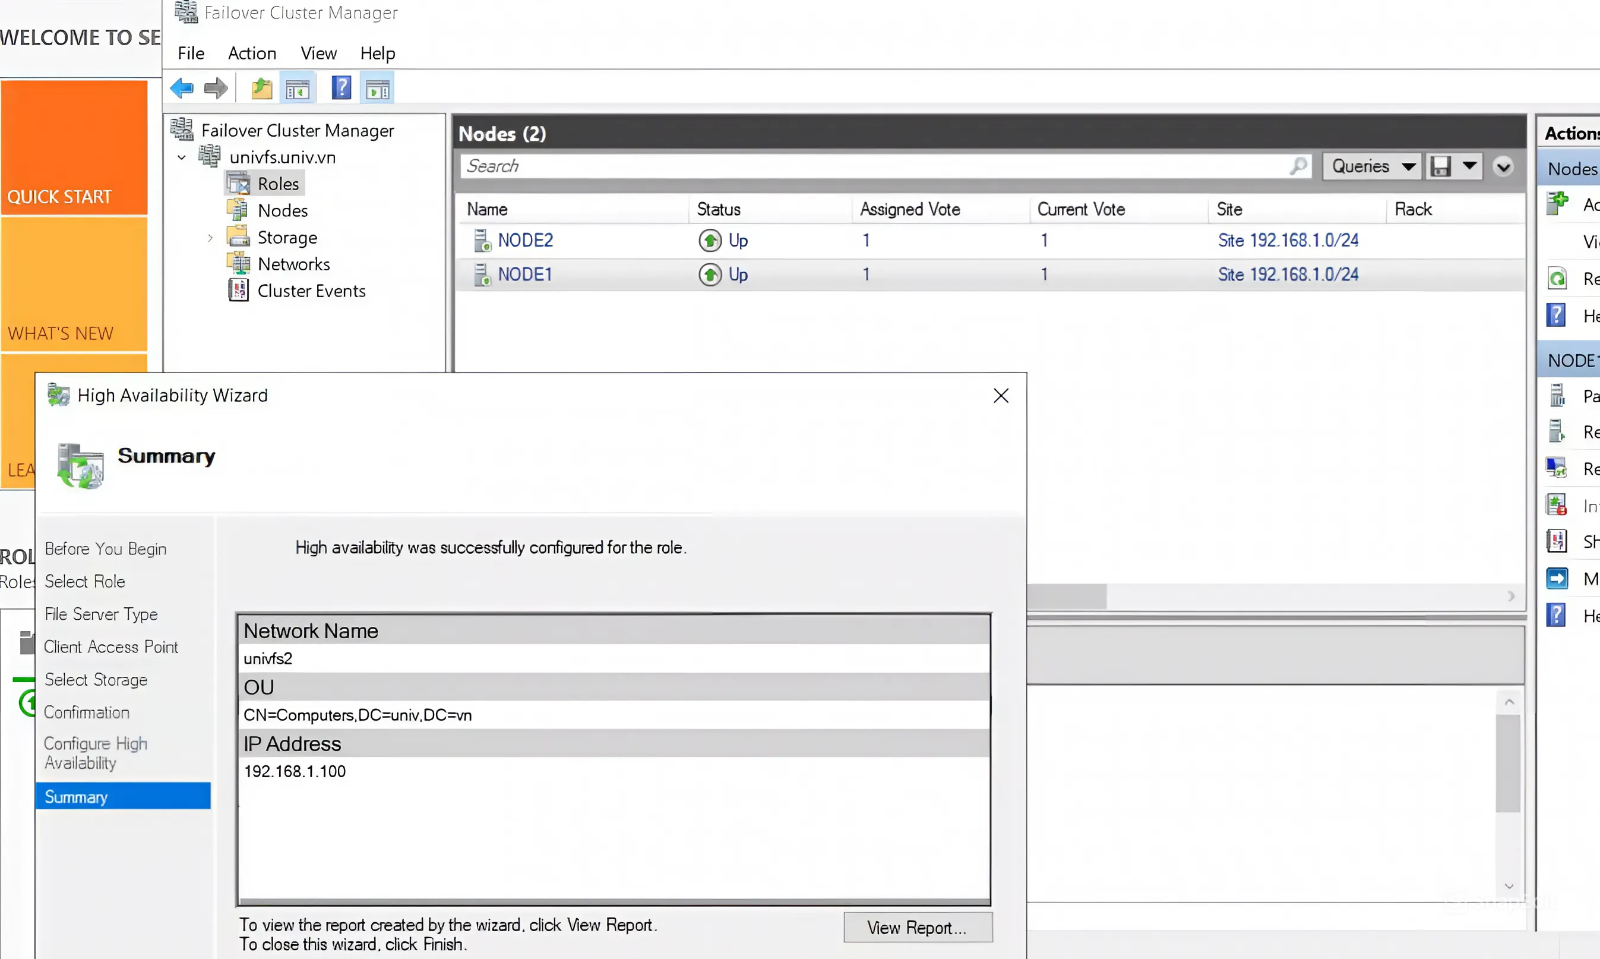 Failover Cluster Manager
WELCOME TO SE
File Action View Help
QUICK START
WHAT'S NEW
LEA
ROL
Roles
Failover Cluster Manager
univfs.univ.vn
Roles
Nodes
Storage
Networks
Cluster Events
Nodes (2)
Search
Queries
Name Status Assigned Vote Current Vote Site Rack
NODE2 Up 1 1 Site 192.168.1.0/24
NODE1 Up 1 1 Site 192.168.1.0/24
Actions
Nodes
Ac
Vi
Re
He
NODE1
Pa
Re
Re
In
Sh
M
He
High Availability Wizard
Summary
Before You Begin
Select Role
File Server Type
Client Access Point
Select Storage
Confirmation
Configure High
Availability
Summary
High availability was successfully configured for the role.
Network Name
univfs2
OU
CN=Computers,DC=univ,DC=vn
IP Address
192.168.1.100
To view the report created by the wizard, click View Report.
To close this wizard, click Finish.
View Report...